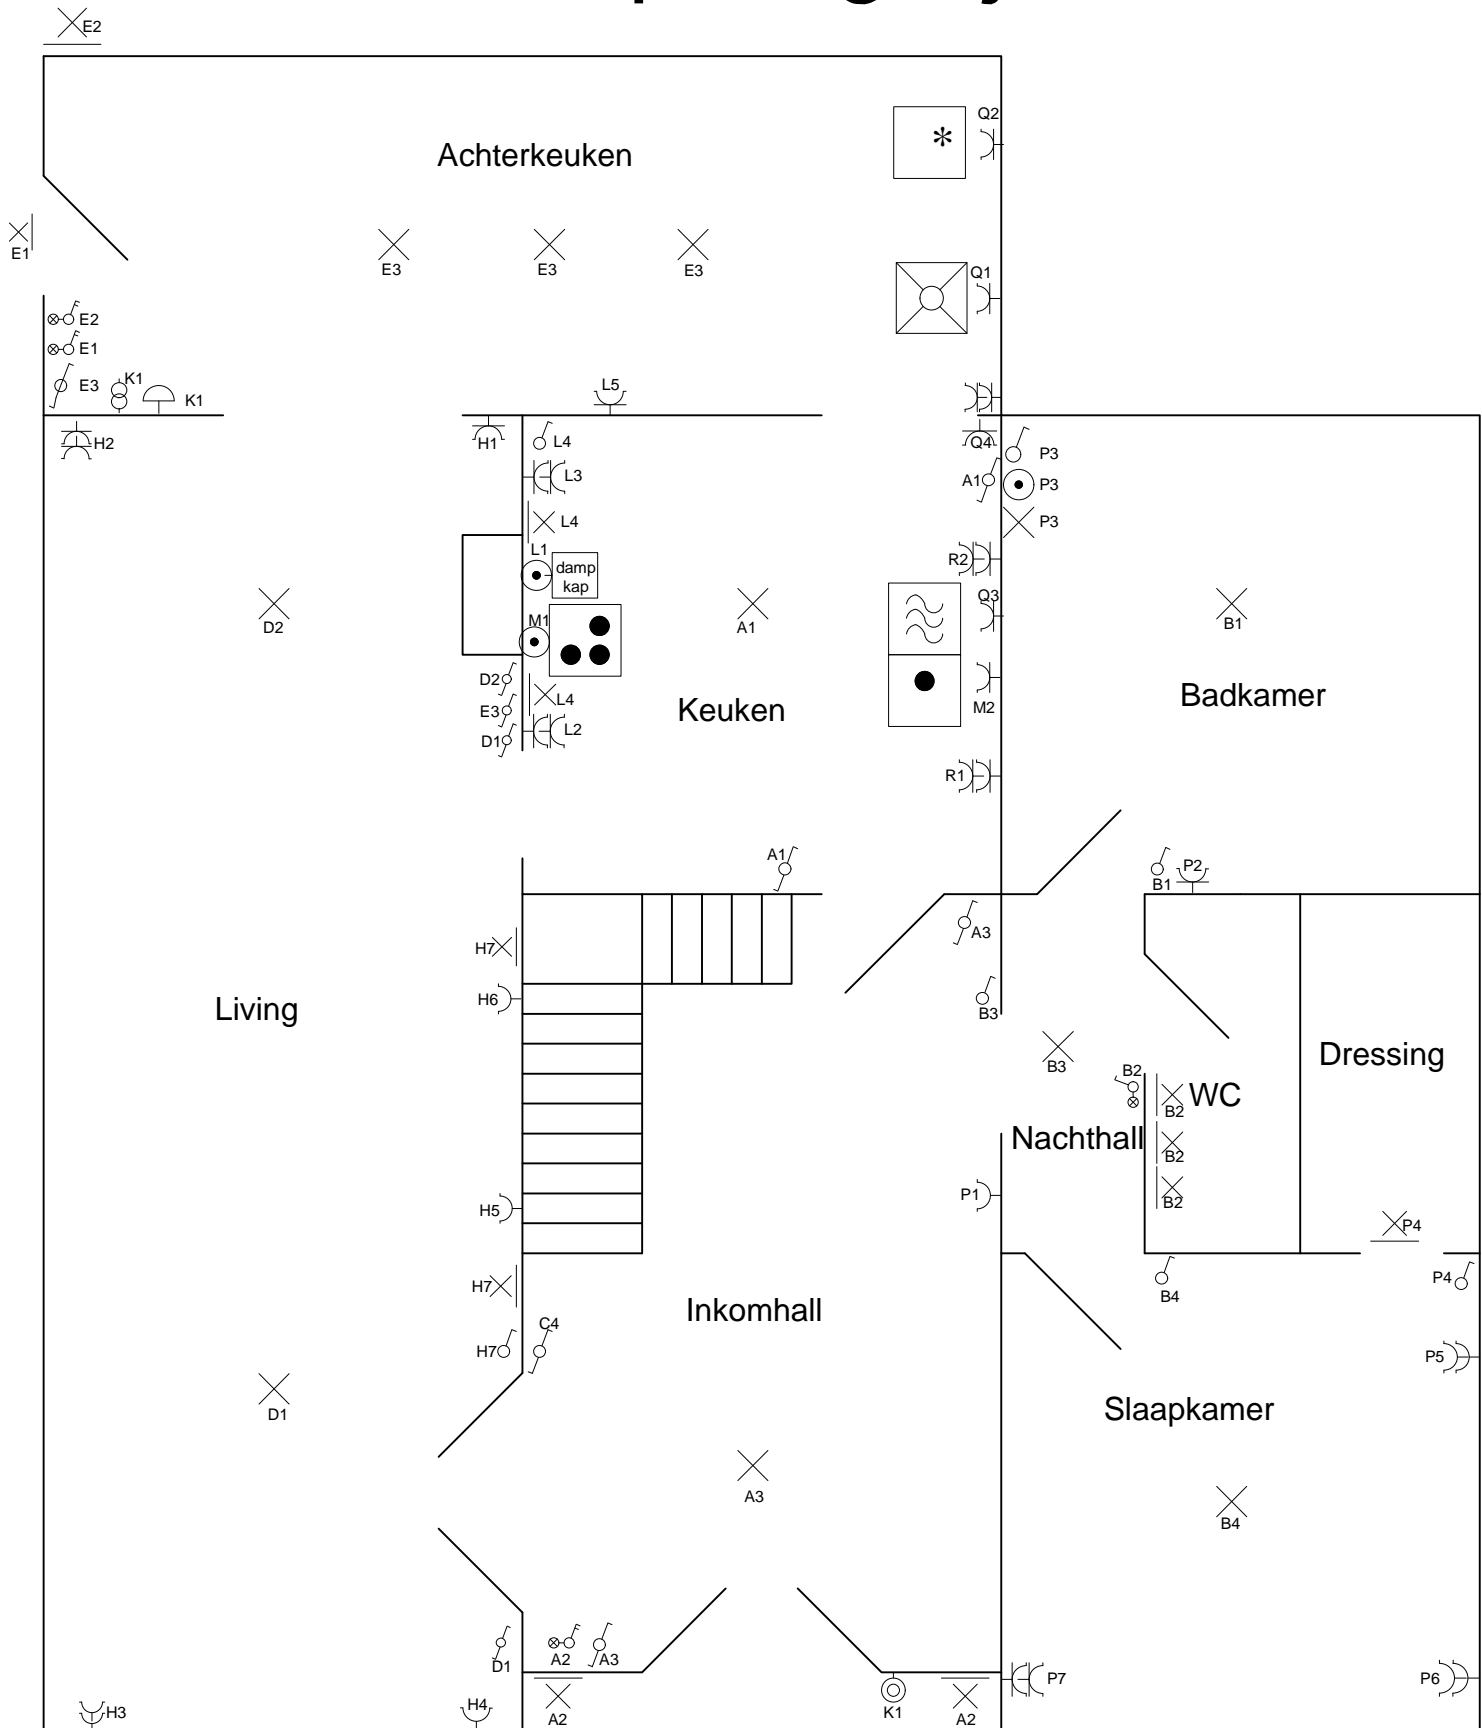 E2
Q2
*
Achterkeuken
E1
E3 E3 E3
Q1
E2
E1
E3 K1 K1
L5
H2 H1 L4 Q4 P3
L3 A1 P3
L4 P3
L1
damp
kap
R2
Q3
M1
D2 A1 B1
D2
E3 L4
D1 L2
Keuken
M2
Badkamer
R1
A1
B1 P2
H7
A3
H6
B3
Living
B3
B2
B2
WC
Dressing
Nachthall
B2
B2
H5
P1
P4
H7
B4
P4
Inkomhall
C4
H7
P5
D1
Slaapkamer
A3
B4
D1 A2 A3
K1
P7 P6
H3 H4 A2 A2